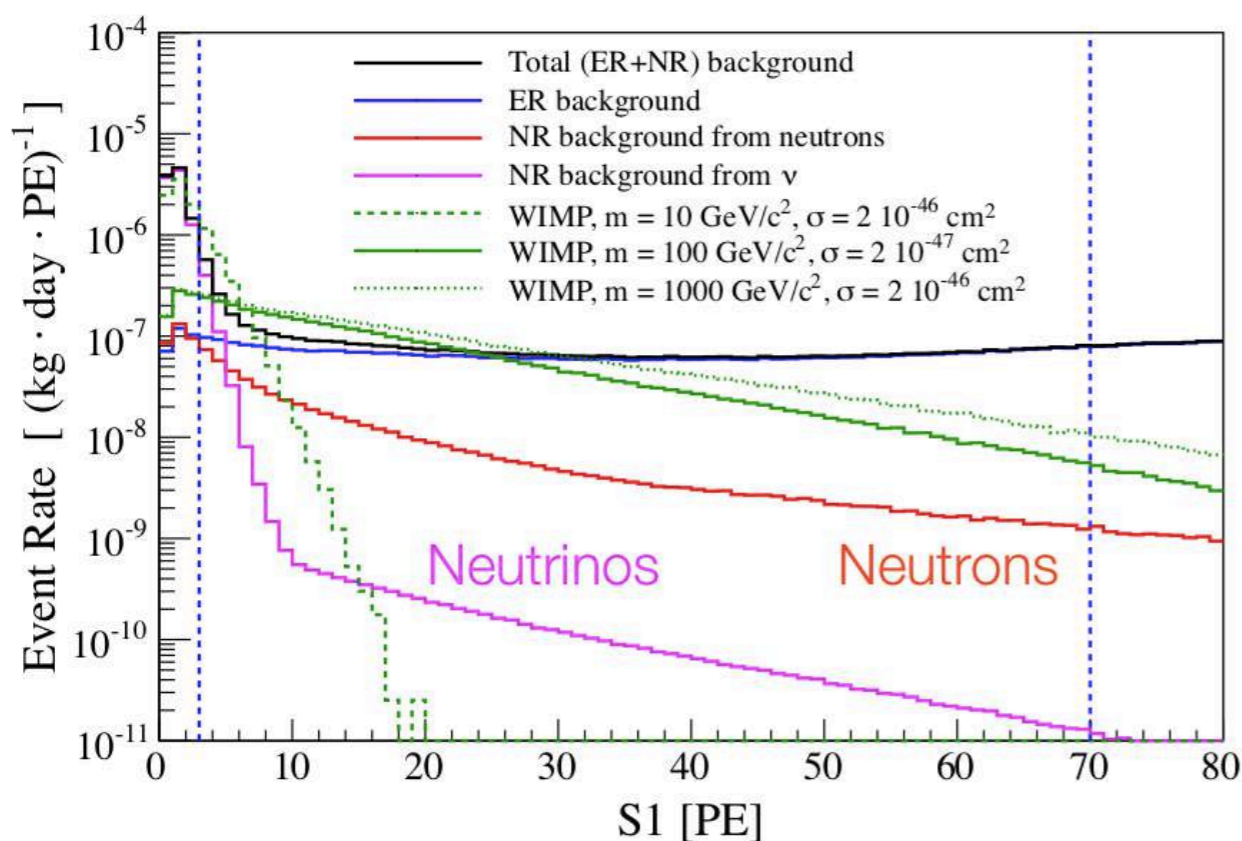 10⁻⁴
10⁻⁵
10⁻⁶
10⁻⁷
10⁻⁸
10⁻⁹
10⁻¹⁰
10⁻¹¹
Event Rate [ (kg · day · PE)⁻¹ ]
Total (ER+NR) background
ER background
NR background from neutrons
NR background from ν
WIMP, m = 10 GeV/c², σ = 2 10⁻⁴⁶ cm²
WIMP, m = 100 GeV/c², σ = 2 10⁻⁴⁷ cm²
WIMP, m = 1000 GeV/c², σ = 2 10⁻⁴⁶ cm²
Neutrinos Neutrons
0 10 20 30 40 50 60 70 80
S1 [PE]